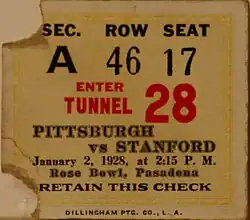 SEC. ROW SEAT
A 46 17
ENTER
TUNNEL 28
PITTSBURGH
vs STANFORD
January 2, 1928, at 2:15 P. M.
Rose Bowl, Pasadena
RETAIN THIS CHECK
DILLINGHAM PTG. CO., L. A.